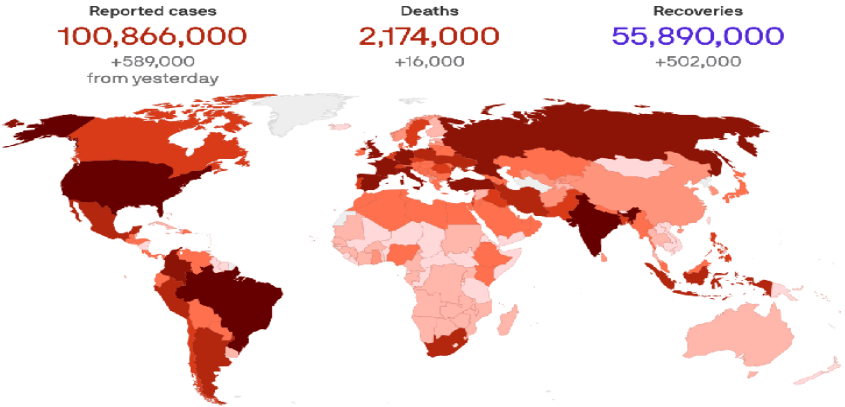 Reported cases
100,866,000
+589,000
from yesterday
Deaths
2,174,000
+16,000
Recoveries
55,890,000
+502,000